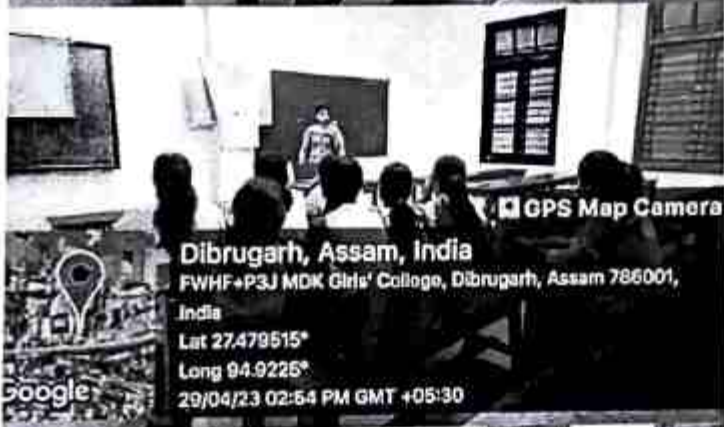 GPS Map Camera
Dibrugarh, Assam, India
FWHF+P3J MDK Girls' College, Dibrugarh, Assam 786001,
India
Lat 27.479515°
Long 94.9225°
29/04/23 02:54 PM GMT +05:30
Google